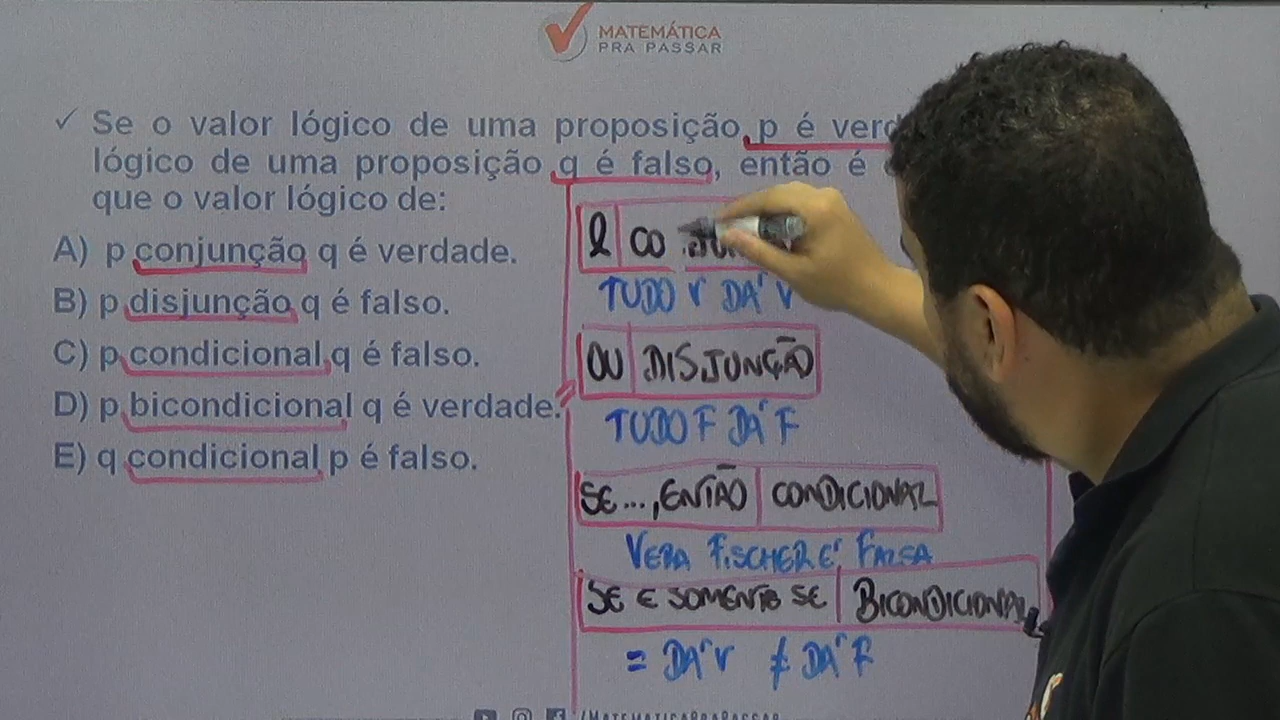 MATEMÁTICA
PRA PASSAR
✓ Se o valor lógico de uma proposição p é verd
lógico de uma proposição q é falso, então é
que o valor lógico de:
A) p conjunção q é verdade.
B) p disjunção q é falso.
C) p condicional q é falso.
D) p bicondicional q é verdade.
E) q condicional p é falso.
CO
TUDO V DÁ V
OU DISJUNÇÃO
TUDO F DÁ F
SE ..., ENTÃO CONDICIONAL
VERA FISCHER É FALSA
SE E SOMENTE SE BICONDICIONAL
= DÁ V ≠ DÁ F
/MATEMATICAPRAPASSAR